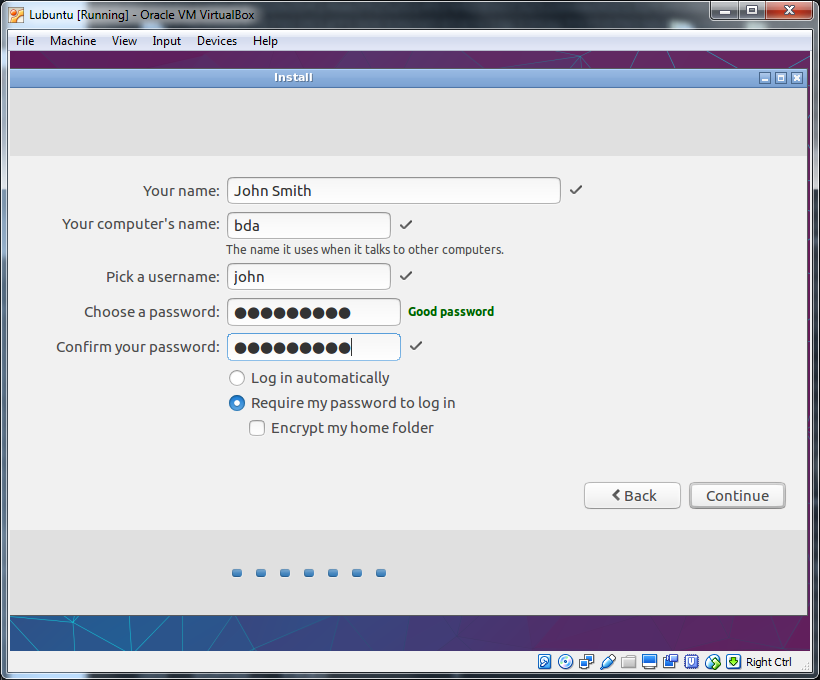 Lubuntu [Running] - Oracle VM VirtualBox
File Machine View Input Devices Help
Install
Your name: John Smith
Your computer's name: bda
The name it uses when it talks to other computers.
Pick a username: john
Choose a password: ●●●●●●●●● Good password
Confirm your password: ●●●●●●●●●
Log in automatically
Require my password to log in
Encrypt my home folder
Back Continue
Right Ctrl